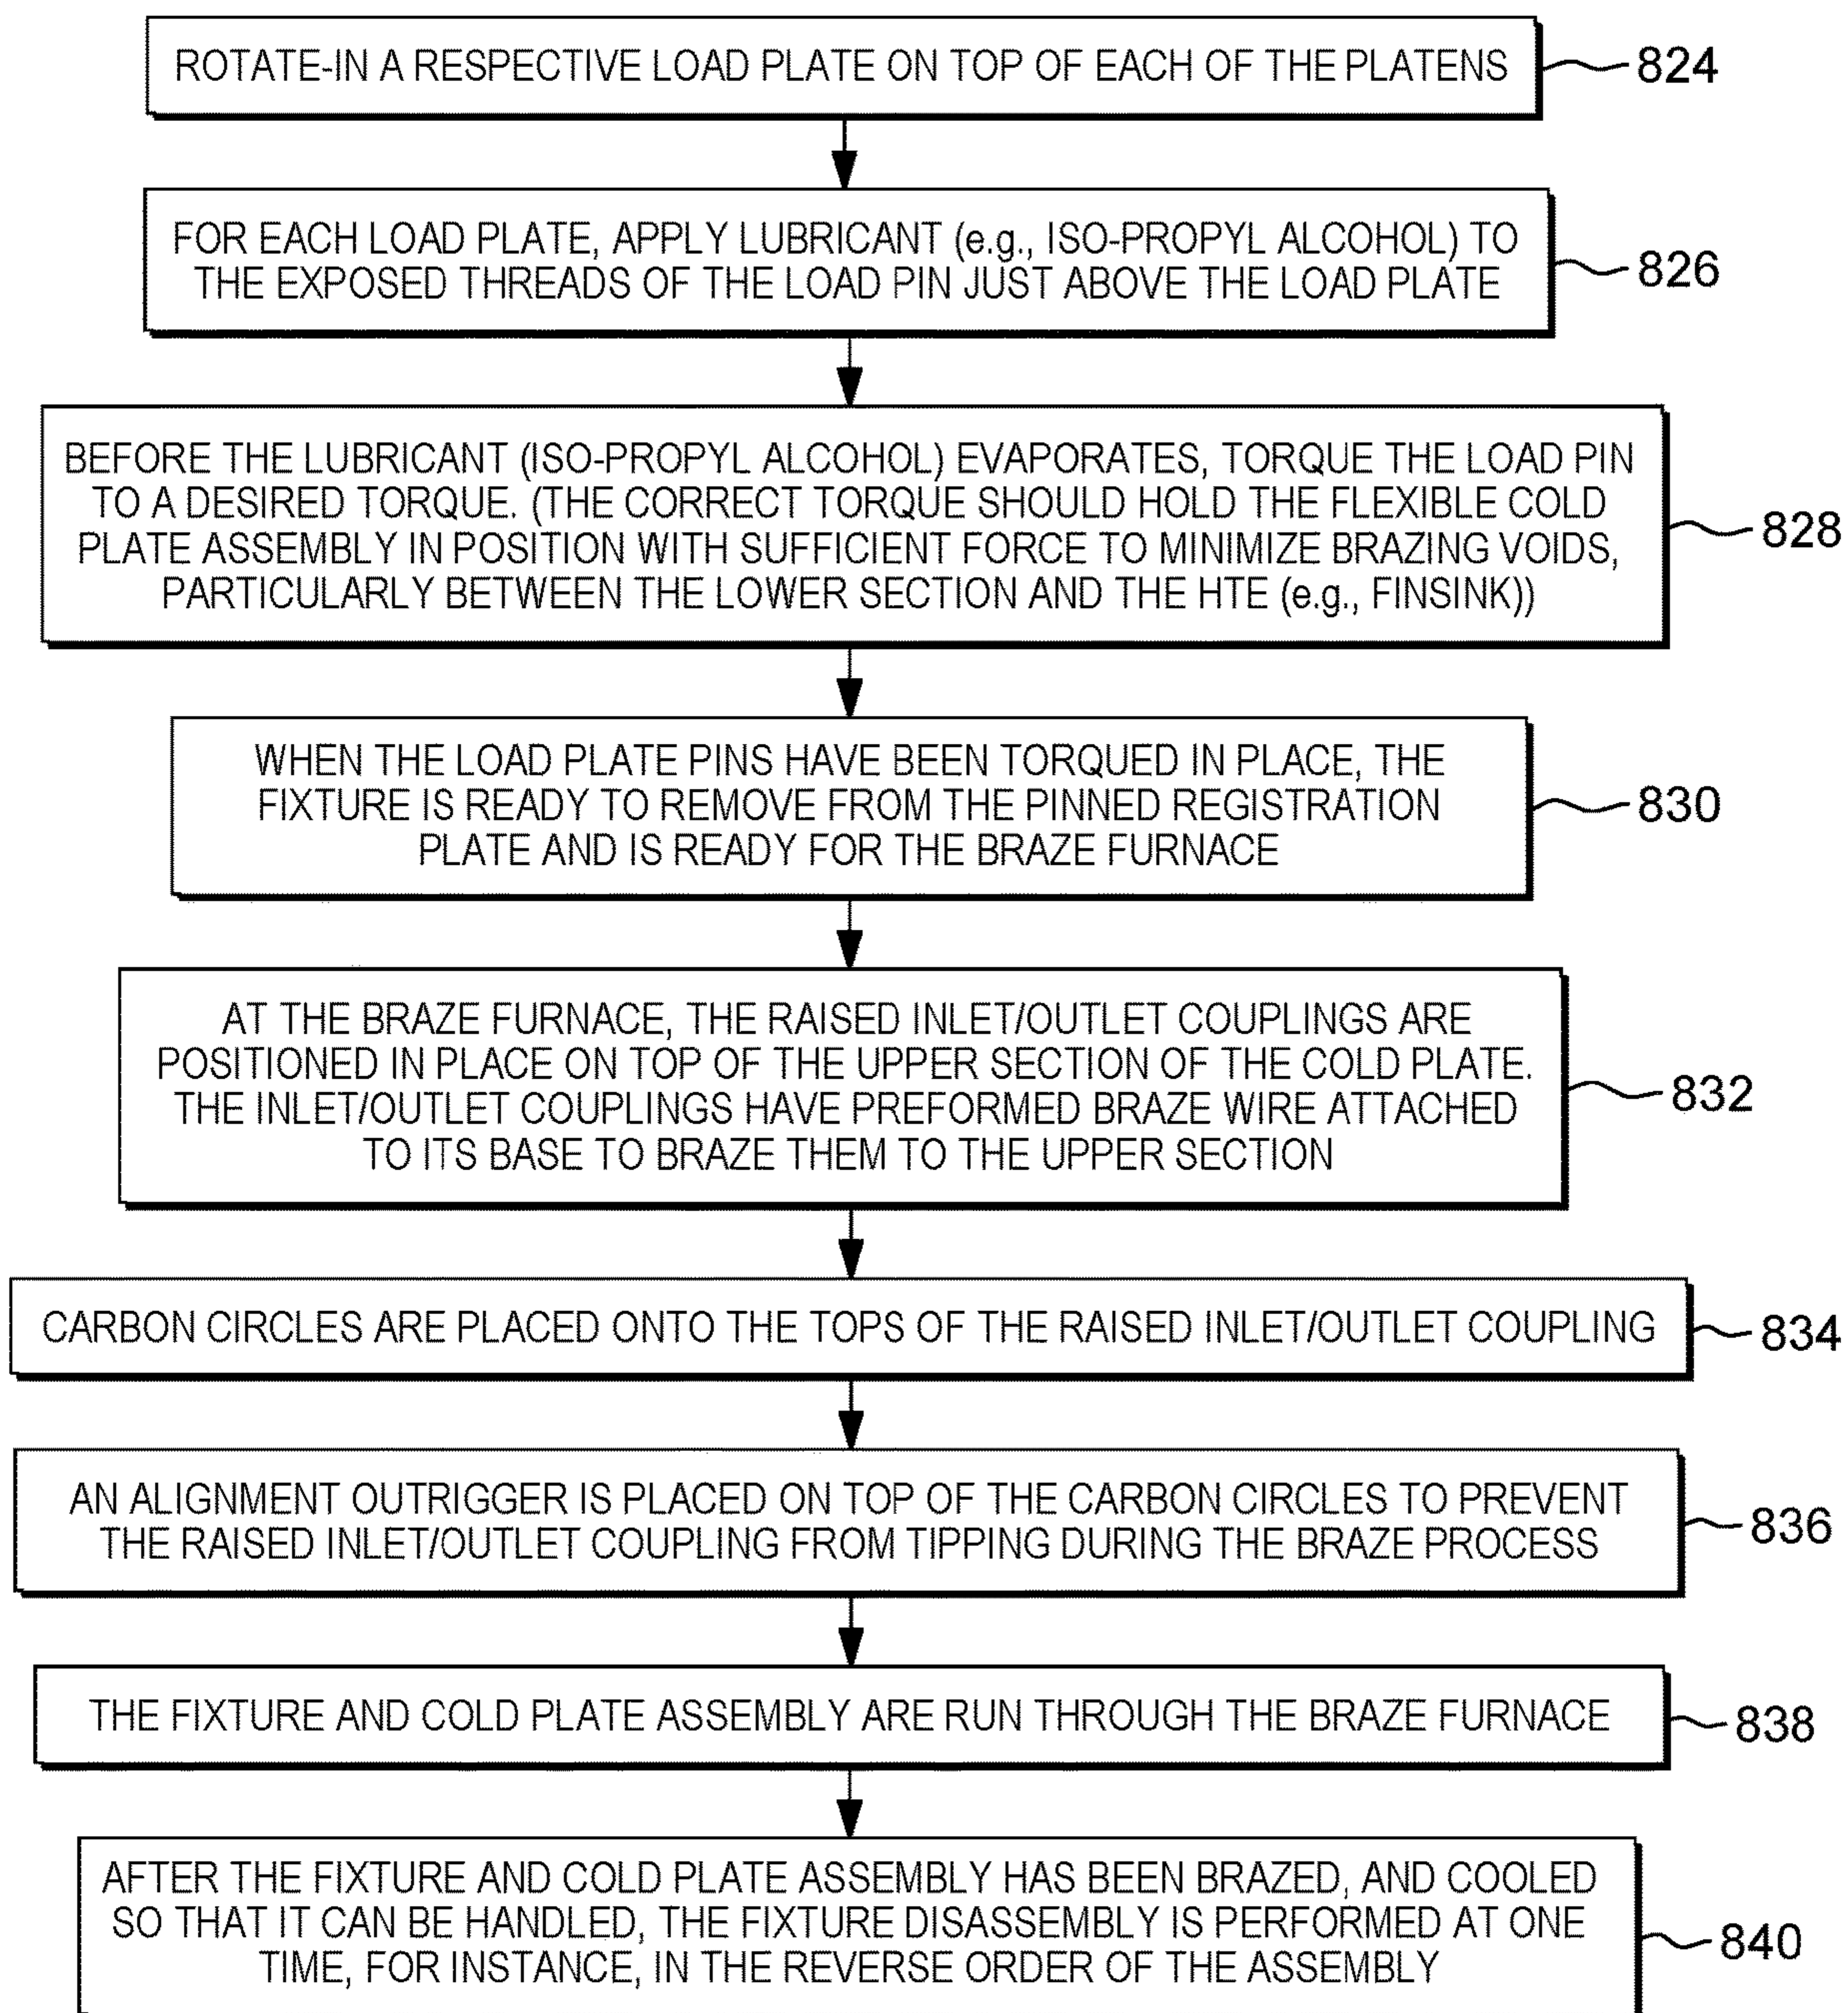 ROTATE-IN A RESPECTIVE LOAD PLATE ON TOP OF EACH OF THE PLATENS
824
FOR EACH LOAD PLATE, APPLY LUBRICANT (e.g., ISO-PROPYL ALCOHOL) TO
THE EXPOSED THREADS OF THE LOAD PIN JUST ABOVE THE LOAD PLATE
826
BEFORE THE LUBRICANT (ISO-PROPYL ALCOHOL) EVAPORATES, TORQUE THE LOAD PIN
TO A DESIRED TORQUE. (THE CORRECT TORQUE SHOULD HOLD THE FLEXIBLE COLD
PLATE ASSEMBLY IN POSITION WITH SUFFICIENT FORCE TO MINIMIZE BRAZING VOIDS,
PARTICULARLY BETWEEN THE LOWER SECTION AND THE HTE (e.g., FINSINK))
828
WHEN THE LOAD PLATE PINS HAVE BEEN TORQUED IN PLACE, THE
FIXTURE IS READY TO REMOVE FROM THE PINNED REGISTRATION
PLATE AND IS READY FOR THE BRAZE FURNACE
830
AT THE BRAZE FURNACE, THE RAISED INLET/OUTLET COUPLINGS ARE
POSITIONED IN PLACE ON TOP OF THE UPPER SECTION OF THE COLD PLATE.
THE INLET/OUTLET COUPLINGS HAVE PREFORMED BRAZE WIRE ATTACHED
TO ITS BASE TO BRAZE THEM TO THE UPPER SECTION
832
CARBON CIRCLES ARE PLACED ONTO THE TOPS OF THE RAISED INLET/OUTLET COUPLING
834
AN ALIGNMENT OUTRIGGER IS PLACED ON TOP OF THE CARBON CIRCLES TO PREVENT
THE RAISED INLET/OUTLET COUPLING FROM TIPPING DURING THE BRAZE PROCESS
836
THE FIXTURE AND COLD PLATE ASSEMBLY ARE RUN THROUGH THE BRAZE FURNACE
838
AFTER THE FIXTURE AND COLD PLATE ASSEMBLY HAS BEEN BRAZED, AND COOLED
SO THAT IT CAN BE HANDLED, THE FIXTURE DISASSEMBLY IS PERFORMED AT ONE
TIME, FOR INSTANCE, IN THE REVERSE ORDER OF THE ASSEMBLY
840